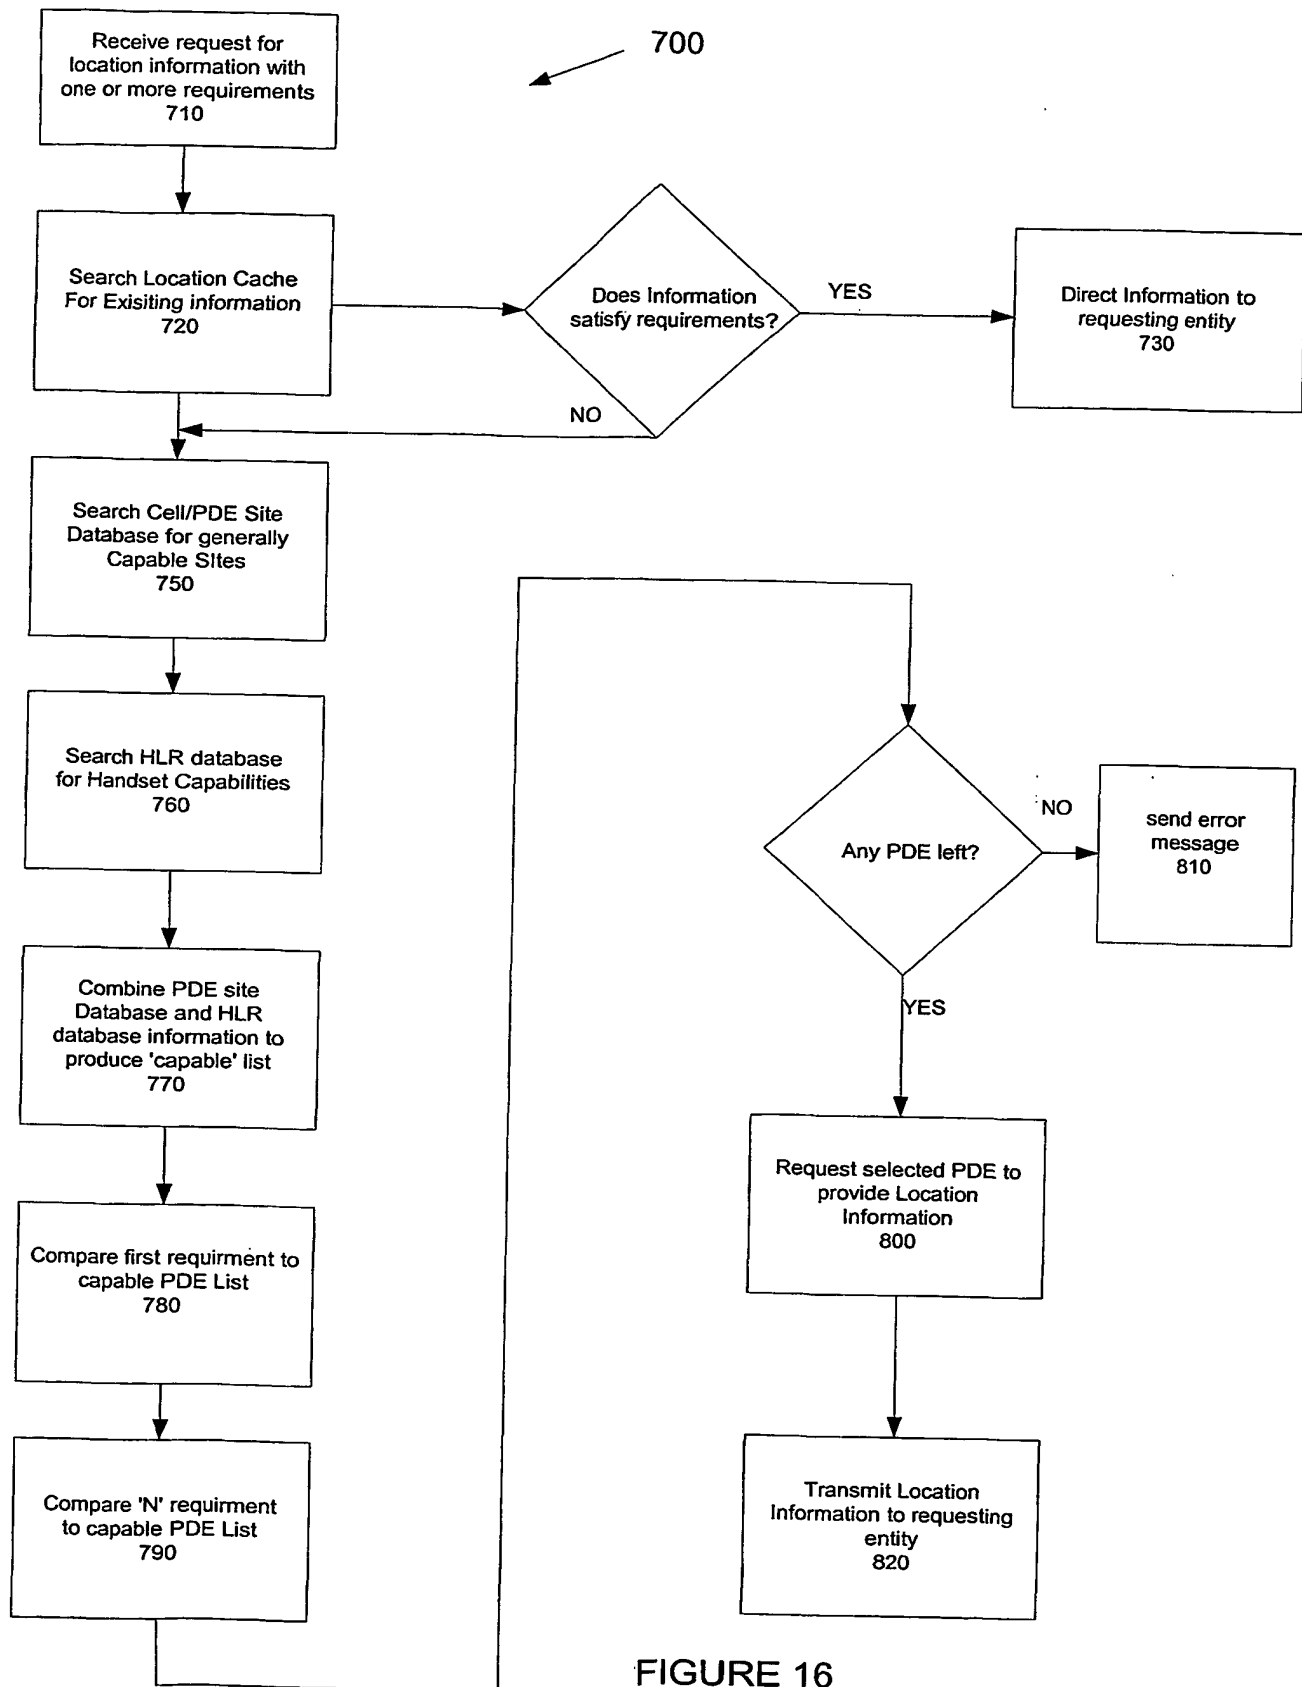 Receive request for
location information with
one or more requirements
710
700
Search Location Cache
For Exisiting information
720
Does Information
satisfy requirements?
YES
Direct Information to
requesting entity
730
NO
Search Cell/PDE Site
Database for generally
Capable Sites
750
Search HLR database
for Handset Capabilities
760
Combine PDE site
Database and HLR
database information to
produce 'capable' list
770
Compare first requirment to
capable PDE List
780
Compare 'N' requirment
to capable PDE List
790
Any PDE left?
NO
send error
message
810
YES
Request selected PDE to
provide Location
Information
800
Transmit Location
Information to requesting
entity
820
FIGURE 16